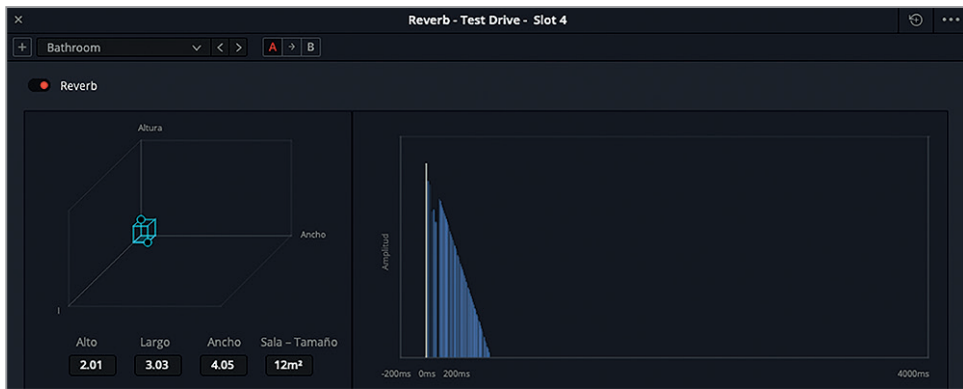 Reverb - Test Drive - Slot 4
Bathroom
A
B
Reverb
Altura
Ancho
l
Alto Largo Ancho Sala – Tamaño
2.01 3.03 4.05 12m²
Amplitud
-200ms 0ms 200ms 4000ms